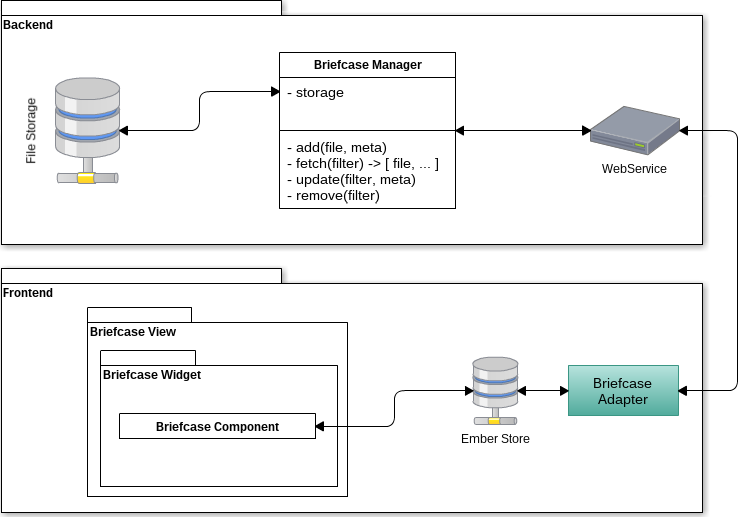 Backend
File Storage
Briefcase Manager
- storage
- add(file, meta)
- fetch(filter) -> [ file, ... ]
- update(filter, meta)
- remove(filter)
WebService
Frontend
Briefcase View
Briefcase Widget
Briefcase Component
Ember Store
Briefcase
Adapter